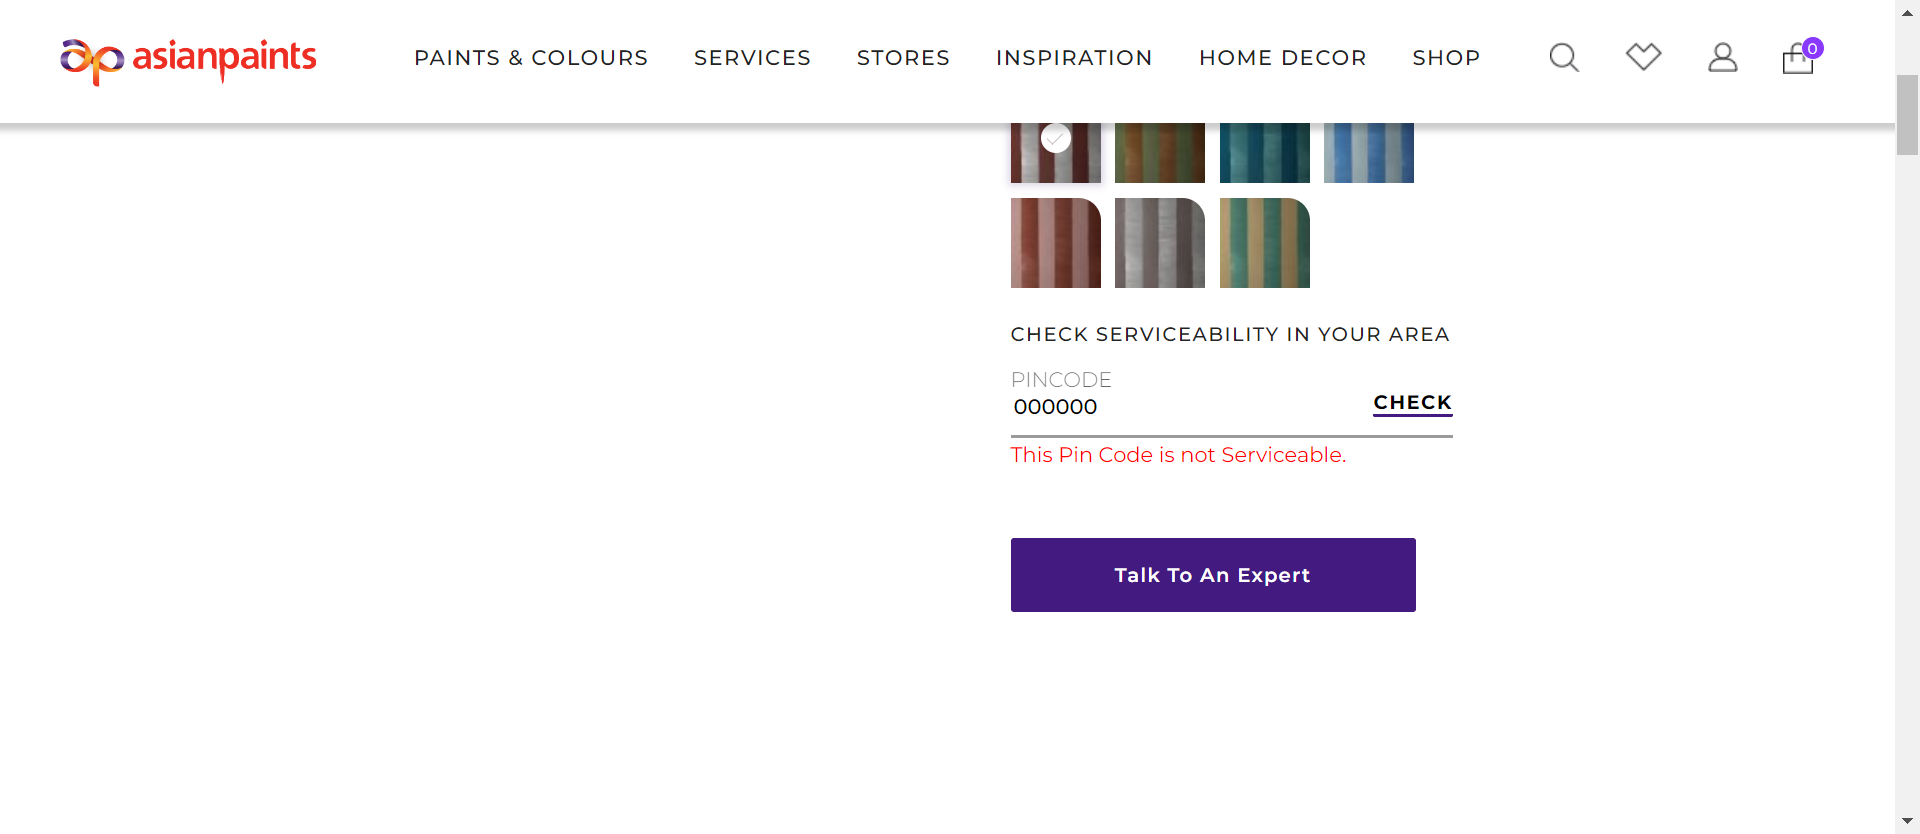 asianpaints
PAINTS & COLOURS SERVICES STORES INSPIRATION HOME DECOR SHOP
0
CHECK SERVICEABILITY IN YOUR AREA
PINCODE
000000
CHECK
This Pin Code is not Serviceable.
Talk To An Expert